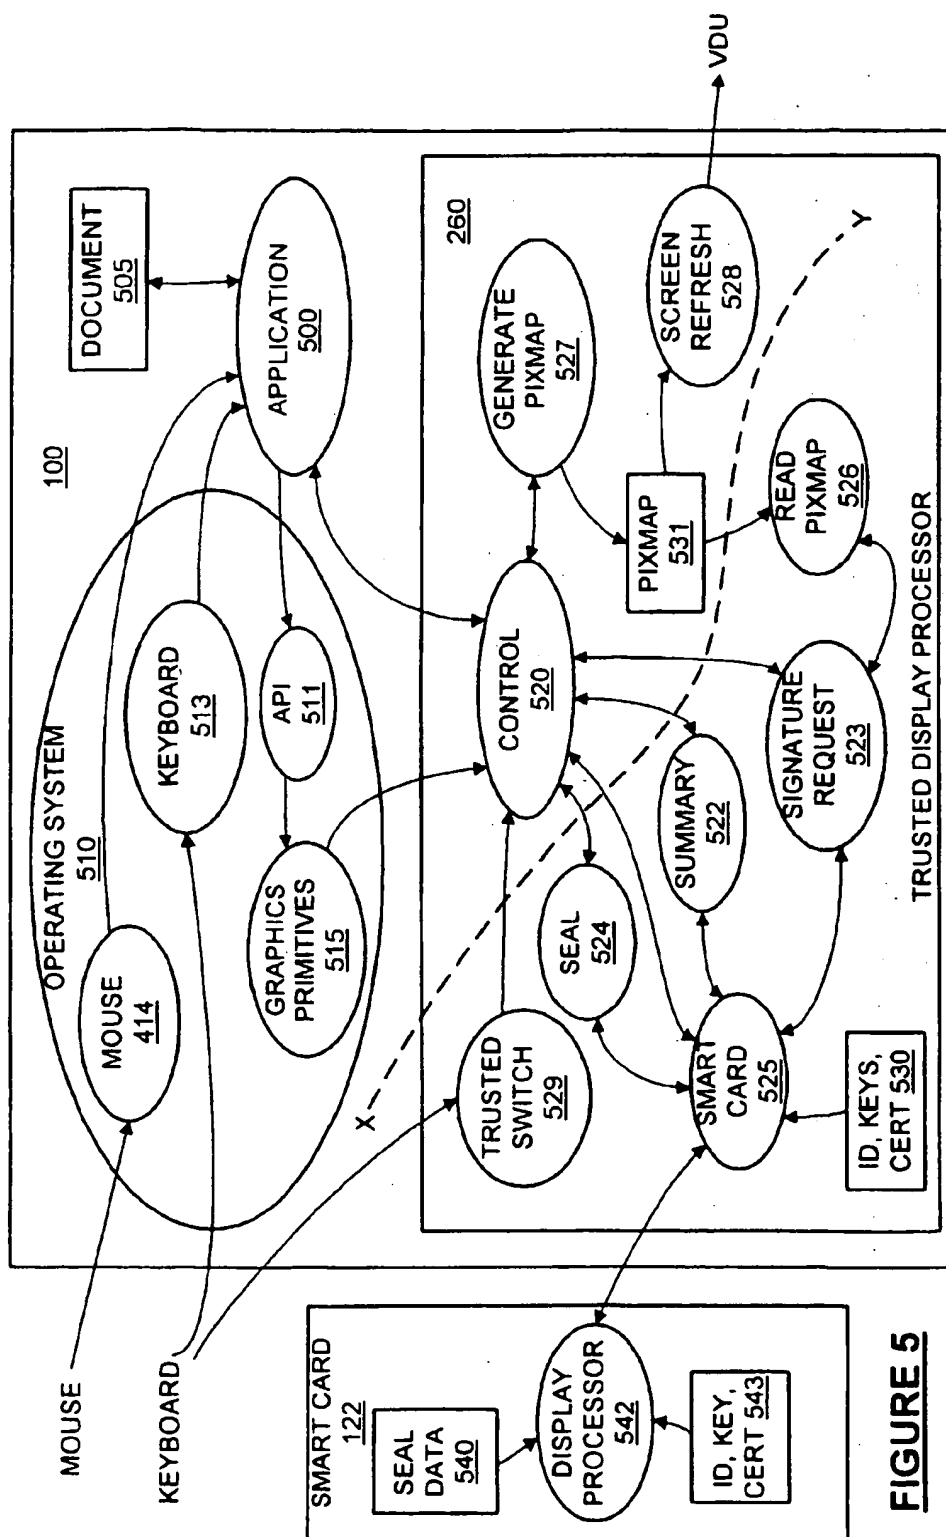 MOUSE
KEYBOARD
100
OPERATING SYSTEM
510
MOUSE
414
KEYBOARD
513
API
511
GRAPHICS
PRIMITIVES
515
DOCUMENT
505
APPLICATION
500
X
260
TRUSTED
SWITCH
529
CONTROL
520
GENERATE
PIXMAP
527
SEAL
524
PIXMAP
531
SCREEN
REFRESH
528
VDU
SMART
CARD
525
SUMMARY
522
SIGNATURE
REQUEST
523
READ
PIXMAP
526
Y
ID, KEYS,
CERT 530
TRUSTED DISPLAY PROCESSOR
SMART CARD
122
SEAL
DATA
540
DISPLAY
PROCESSOR
542
ID, KEY,
CERT 543
FIGURE 5